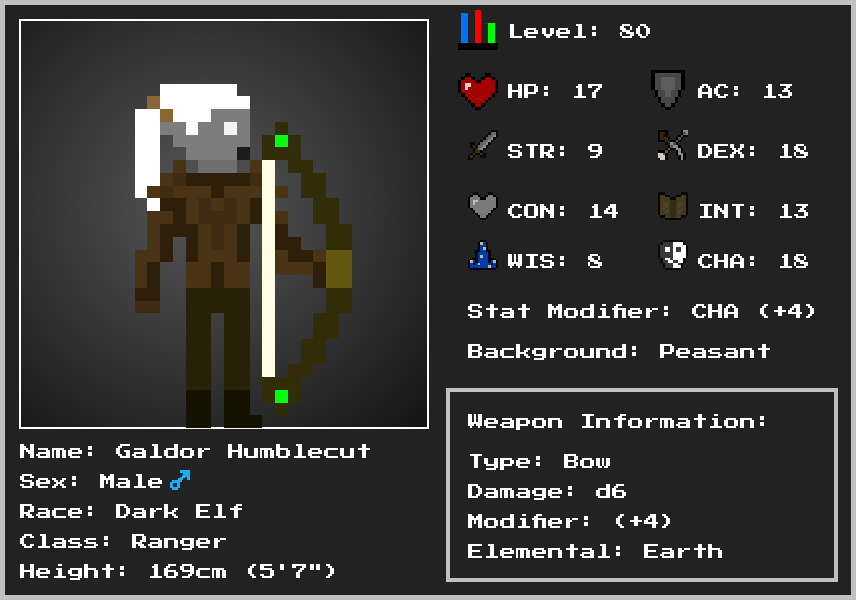 Level: 80
HP: 17
AC: 13
STR: 9
DEX: 18
CON: 14
INT: 13
WIS: 8
CHA: 18
Stat Modifier: CHA (+4)
Background: Peasant
Name: Galdor Humblecut
Sex: Male ♂
Race: Dark Elf
Class: Ranger
Height: 169cm (5'7")
Weapon Information:
Type: Bow
Damage: d6
Modifier: (+4)
Elemental: Earth